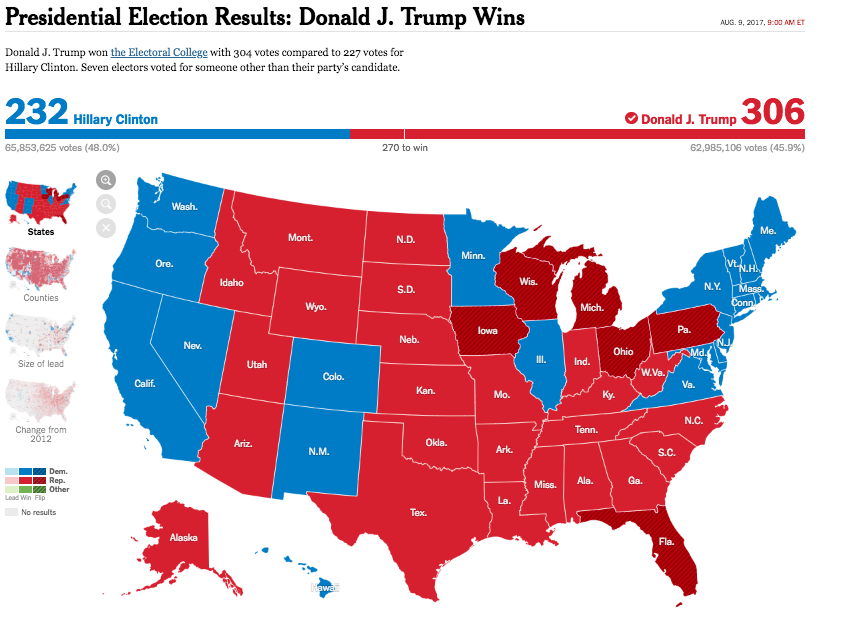 Presidential Election Results: Donald J. Trump Wins
AUG. 9, 2017, 9:00 AM ET
Donald J. Trump won the Electoral College with 304 votes compared to 227 votes for
Hillary Clinton. Seven electors voted for someone other than their party's candidate.
232 Hillary Clinton
Donald J. Trump 306
65,853,625 votes (48.0%)
270 to win
62,985,106 votes (45.9%)
States
Counties
Size of lead
Change from
2012
Dem.
Rep.
Other
Lead Win Flip
No results
Wash.
Ore.
Calif.
Nev.
Idaho
Mont.
Wyo.
Utah
Ariz.
Colo.
N.M.
N.D.
S.D.
Neb.
Kan.
Okla.
Tex.
Minn.
Iowa
Mo.
Ark.
La.
Wis.
Ill.
Mich.
Ind.
Ohio
Ky.
Tenn.
Miss.
Ala.
Ga.
Fla.
S.C.
N.C.
Va.
W.Va.
Md.
Pa.
N.J.
N.Y.
Conn.
Mass.
Vt.
N.H.
Me.
Alaska
Hawaii